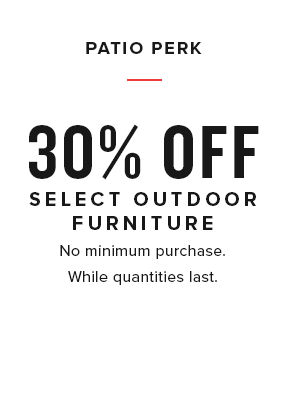 PATIO PERK
30% OFF
SELECT OUTDOOR
FURNITURE
No minimum purchase.
While quantities last.